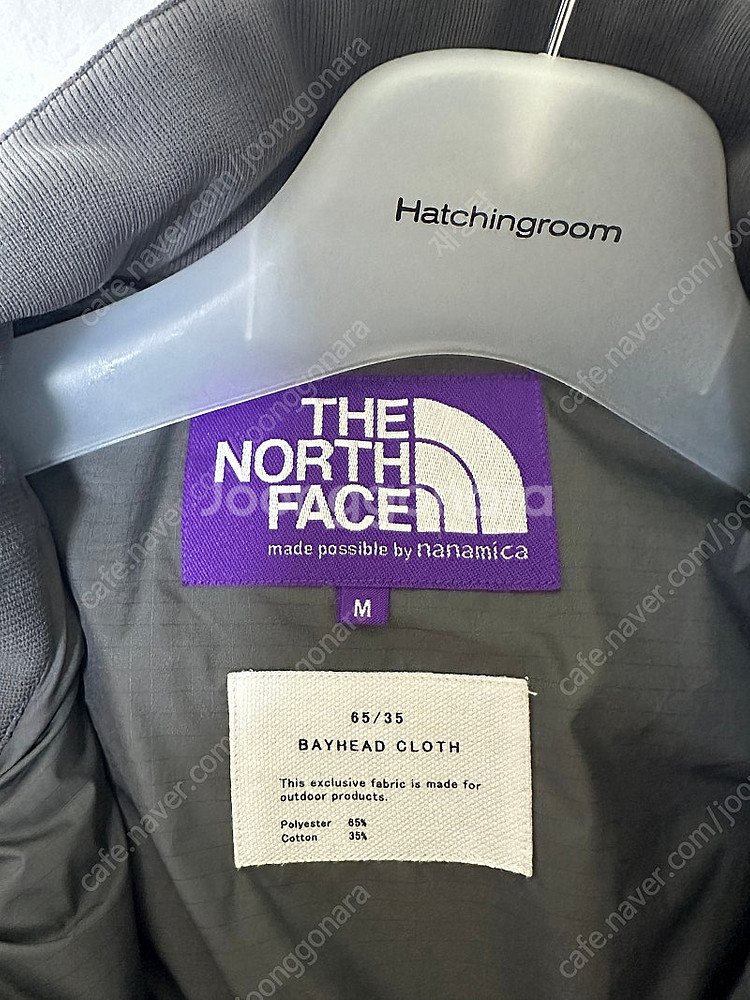 Hatchingroom
THE
NORTH
FACE
made possible by nanamica
M
65/35
BAYHEAD CLOTH
This exclusive fabric is made for
outdoor products.
Polyester 65%
Cotton 35%
Joonggonara
cafe.naver.com/joonggonara